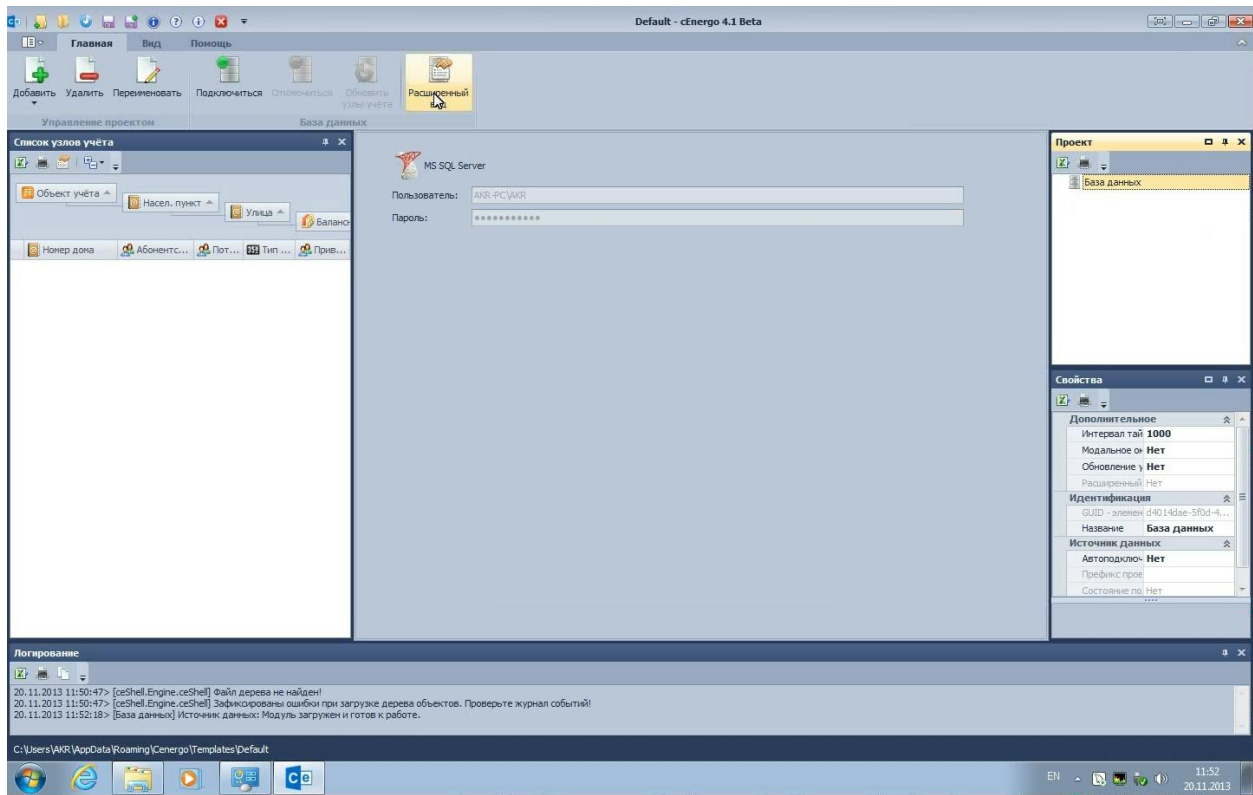 Default - cEnergo 4.1 Beta
Главная Вид Помощь
Добавить Удалить Переименовать Подключиться Отключиться Обновить узлы учёта Расширенный
Управление проектом База данных
Список узлов учёта
Объект учёта
Насел. пункт
Улица
Баланс
Номер дома Абонентс... Пот... Тип ... Прив...
MS SQL Server
Пользователь: AKR-PC\AKR
Пароль: •••••••••••
Проект
База данных
Свойства
Дополнительное
Интервал тай 1000
Модальное ок Нет
Обновление у Нет
Расширенный Нет
Идентификация
GUID - элемен d4014dae-5f0d-4...
Название База данных
Источник данных
Автоподключ Нет
Префикс прое
Состояние по Нет
Логирование
20.11.2013 11:50:47> [ceShell.Engine.ceShell] Файл дерева не найден!
20.11.2013 11:50:47> [ceShell.Engine.ceShell] Зафиксированы ошибки при загрузке дерева объектов. Проверьте журнал событий!
20.11.2013 11:52:18> [База данных] Источник данных: Модуль загружен и готов к работе.
C:\Users\AKR\AppData\Roaming\Cenergo\Templates\Default
EN
11:52
20.11.2013